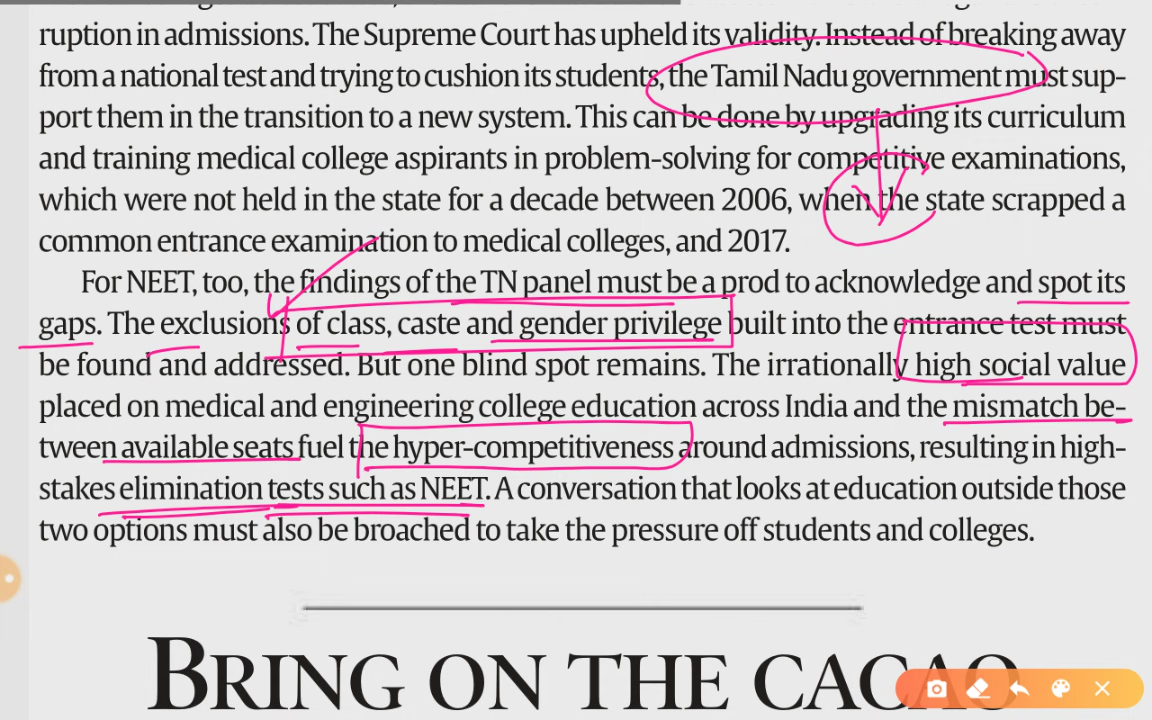 ruption in admissions. The Supreme Court has upheld its validity. Instead of breaking away
from a national test and trying to cushion its students, the Tamil Nadu government must sup-
port them in the transition to a new system. This can be done by upgrading its curriculum
and training medical college aspirants in problem-solving for competitive examinations,
which were not held in the state for a decade between 2006, when the state scrapped a
common entrance examination to medical colleges, and 2017.
For NEET, too, the findings of the TN panel must be a prod to acknowledge and spot its
gaps. The exclusions of class, caste and gender privilege built into the entrance test must
be found and addressed. But one blind spot remains. The irrationally high social value
placed on medical and engineering college education across India and the mismatch be-
tween available seats fuel the hyper-competitiveness around admissions, resulting in high-
stakes elimination tests such as NEET. A conversation that looks at education outside those
two options must also be broached to take the pressure off students and colleges.
BRING ON THE CACAO